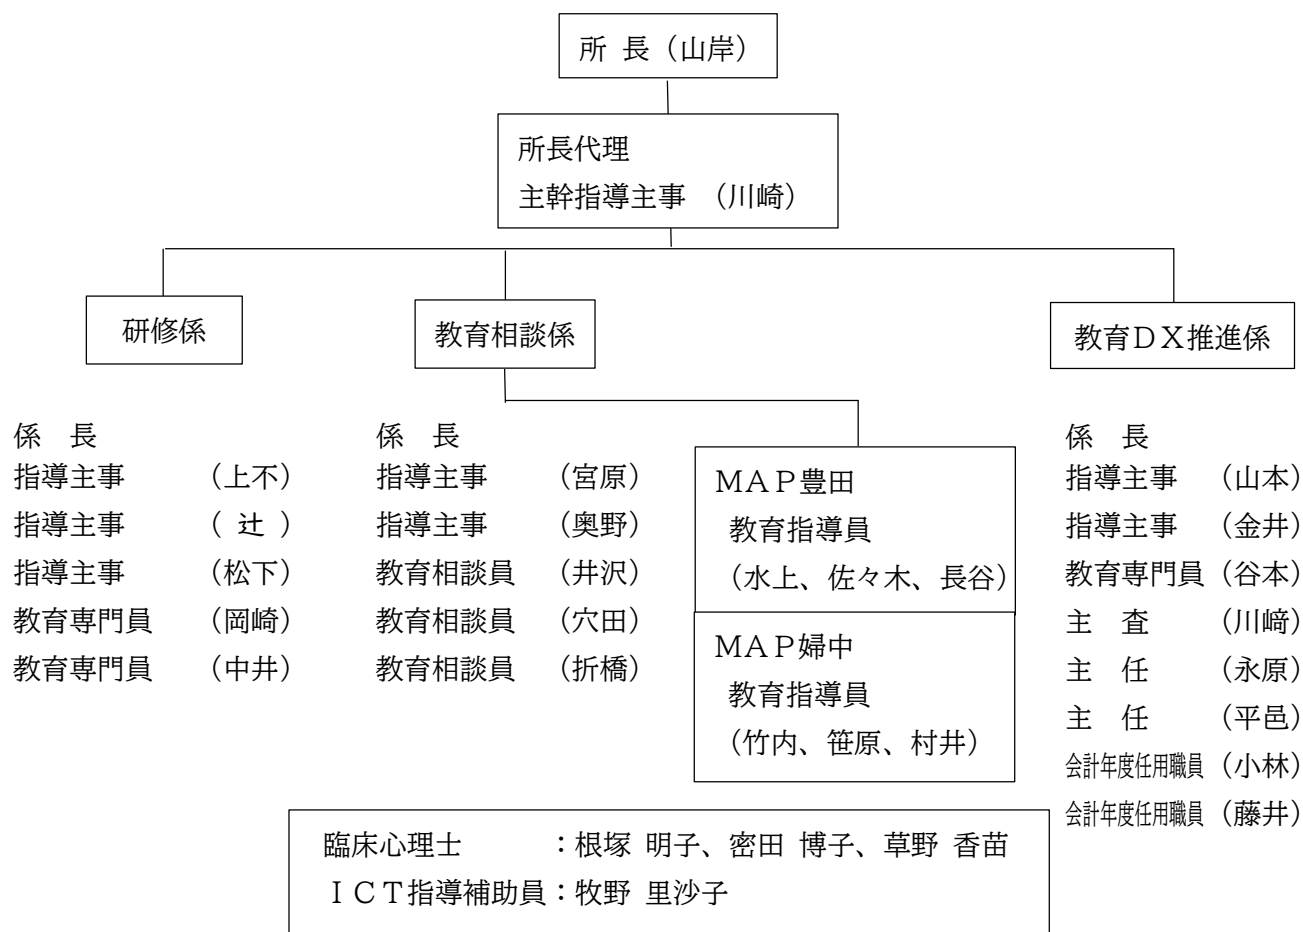 所 長（山岸）
所長代理
主幹指導主事 （川崎）
研修係
教育相談係
教育ＤＸ推進係
係 長
指導主事 （上不）
指導主事 （ 辻 ）
指導主事 （松下）
教育専門員 （岡崎）
教育専門員 （中井）
係 長
指導主事 （宮原）
指導主事 （奥野）
教育相談員 （井沢）
教育相談員 （穴田）
教育相談員 （折橋）
ＭＡＰ豊田
教育指導員
（水上、佐々木、長谷）
ＭＡＰ婦中
教育指導員
（竹内、笹原、村井）
係 長
指導主事 （山本）
指導主事 （金井）
教育専門員（谷本）
主 査 （川﨑）
主 任 （永原）
主 任 （平邑）
会計年度任用職員（小林）
会計年度任用職員（藤井）
臨床心理士 ：根塚 明子、密田 博子、草野 香苗
ＩＣＴ指導補助員：牧野 里沙子